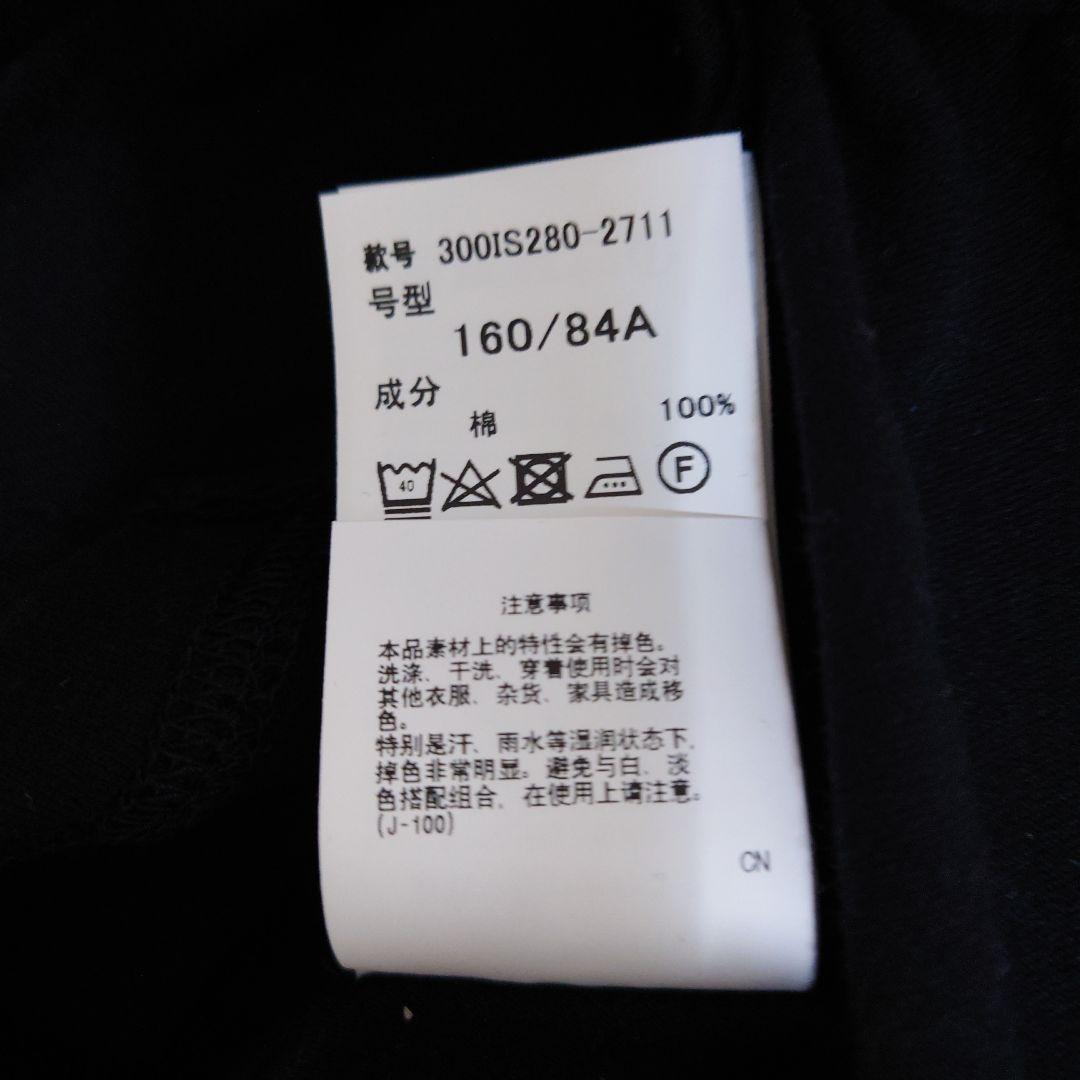 款号 300IS280-2711
号型
160/84A
成分
棉 100%
40
F
注意事项
本品素材上的特性会有掉色。
洗涤、干洗、穿着使用时会对
其他衣服、杂货、家具造成移
色。
特别是汗、雨水等湿润状态下,
掉色非常明显。避免与白、淡
色搭配组合, 在使用上请注意。
(J-100)
CN